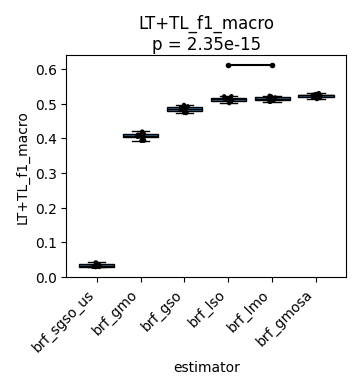 LT+TL_f1_macro
p = 2.35e-15
LT+TL_f1_macro
0.6
0.5
0.4
0.3
0.2
0.1
0.0
brf_sgso_us
brf_gmo
brf_gso
brf_lso
brf_lmo
brf_gmosa
estimator